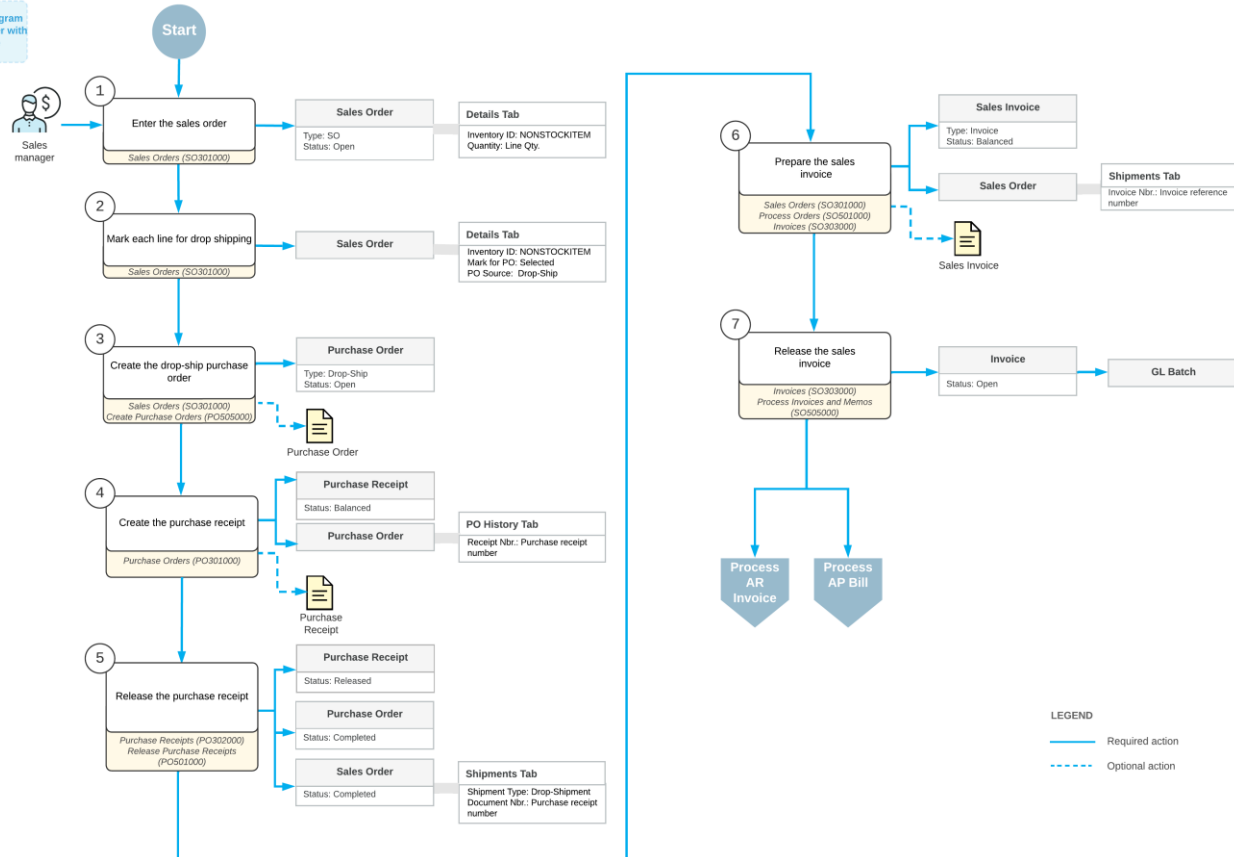 gram
r with
Start
1
Enter the sales order
Sales Orders (SO301000)
Sales
manager
Sales Order
Type: SO
Status: Open
Details Tab
Inventory ID: NONSTOCKITEM
Quantity: Line Qty.
2
Mark each line for drop shipping
Sales Orders (SO301000)
Sales Order
Details Tab
Inventory ID: NONSTOCKITEM
Mark for PO: Selected
PO Source: Drop-Ship
3
Create the drop-ship purchase
order
Sales Orders (SO301000)
Create Purchase Orders (PO505000)
Purchase Order
Type: Drop-Ship
Status: Open
Purchase Order
4
Create the purchase receipt
Purchase Orders (PO301000)
Purchase Receipt
Status: Balanced
Purchase Order
PO History Tab
Receipt Nbr.: Purchase receipt
number
Purchase
Receipt
5
Release the purchase receipt
Purchase Receipts (PO302000)
Release Purchase Receipts
(PO501000)
Purchase Receipt
Status: Released
Purchase Order
Status: Completed
Sales Order
Status: Completed
Shipments Tab
Shipment Type: Drop-Shipment
Document Nbr.: Purchase receipt
number
6
Prepare the sales
invoice
Sales Orders (SO301000)
Process Orders (SO501000)
Invoices (SO303000)
Sales Invoice
Type: Invoice
Status: Balanced
Sales Order
Shipments Tab
Invoice Nbr.: Invoice reference
number
Sales Invoice
7
Release the sales
invoice
Invoices (SO303000)
Process Invoices and Memos
(SO505000)
Invoice
Status: Open
GL Batch
Process
AR
Invoice
Process
AP Bill
LEGEND
Required action
Optional action